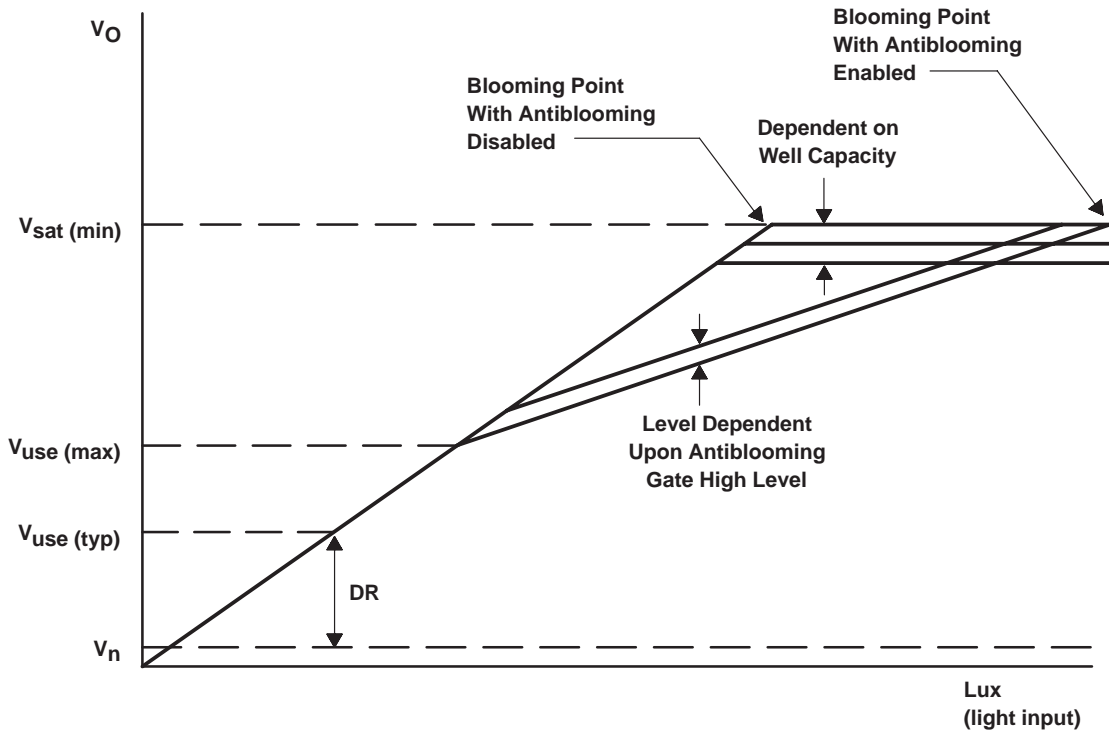 VO
Blooming Point
With Antiblooming
Enabled
Blooming Point
With Antiblooming
Disabled
Dependent on
Well Capacity
Vsat (min)
Level Dependent
Upon Antiblooming
Gate High Level
Vuse (max)
Vuse (typ)
DR
Vn
Lux
(light input)